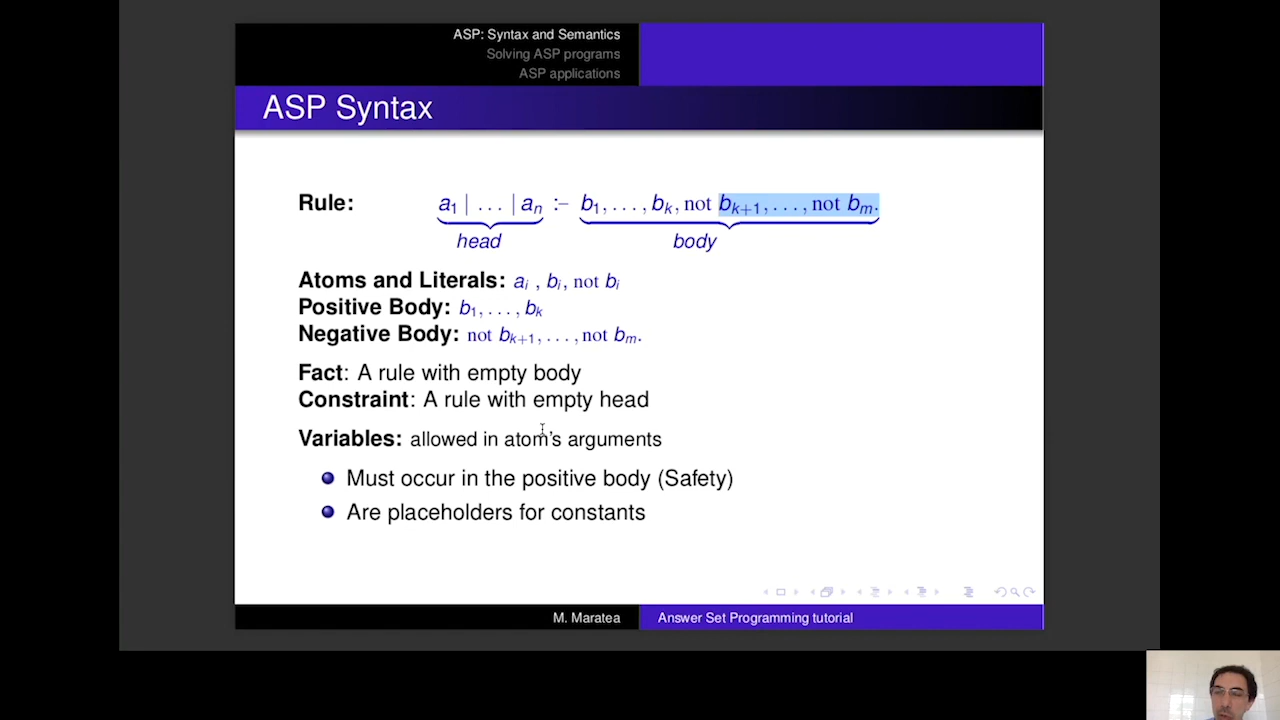 ASP: Syntax and Semantics
Solving ASP programs
ASP applications
ASP Syntax
Rule: a₁ | … | aₙ :- b₁, …, bₖ, not bₖ₊₁, …, not bₘ.
head body
Atoms and Literals: aᵢ , bᵢ, not bᵢ
Positive Body: b₁, …, bₖ
Negative Body: not bₖ₊₁, …, not bₘ.
Fact: A rule with empty body
Constraint: A rule with empty head
Variables: allowed in atom's arguments
Must occur in the positive body (Safety)
Are placeholders for constants
M. Maratea Answer Set Programming tutorial